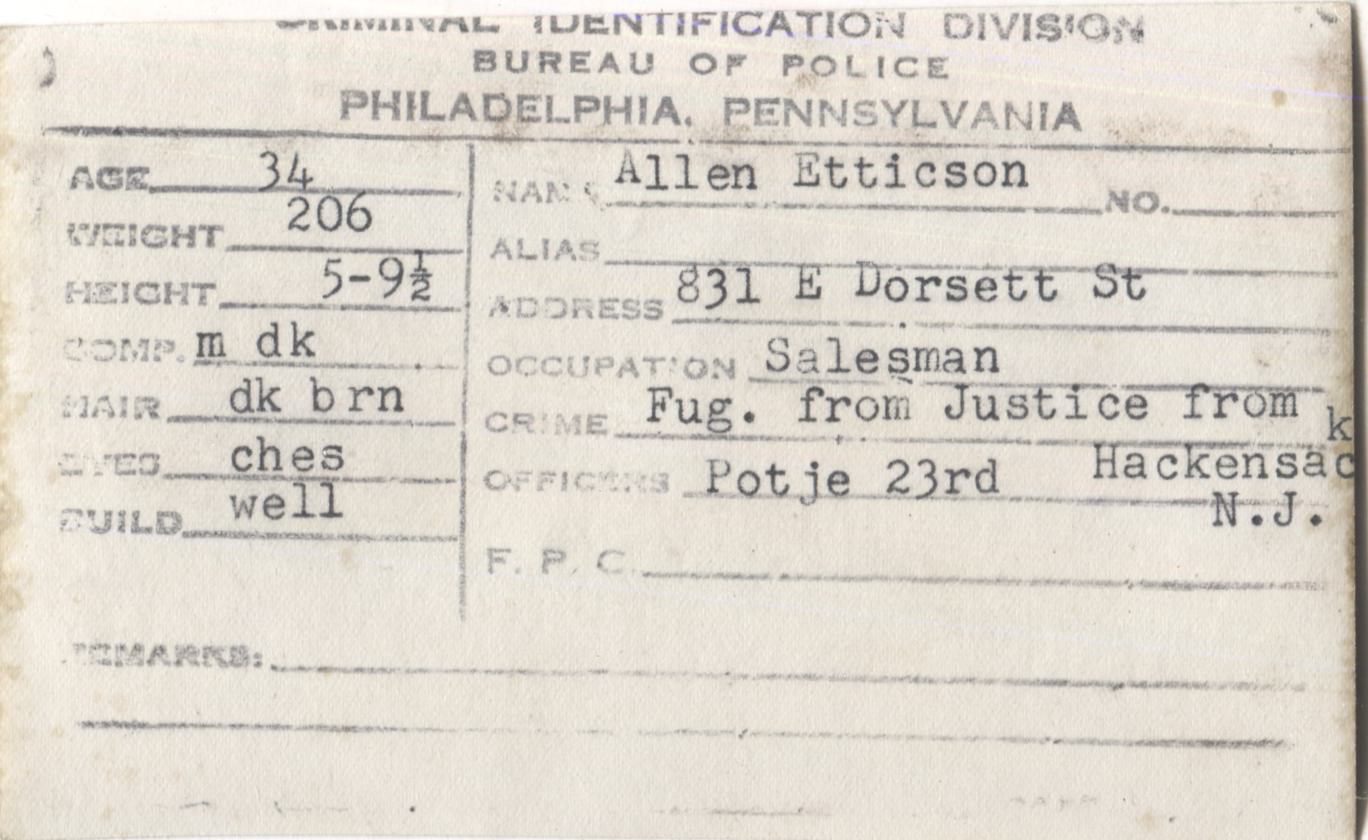 CRIMINAL IDENTIFICATION DIVISION
BUREAU OF POLICE
PHILADELPHIA, PENNSYLVANIA
AGE 34
WEIGHT 206
HEIGHT 5-9½
COMP. m dk
HAIR dk brn
EYES ches
BUILD well
NAME Allen Etticson NO.
ALIAS
ADDRESS 831 E Dorsett St
OCCUPATION Salesman
CRIME Fug. from Justice from
Hackensack
N.J.
OFFICERS Potje 23rd
F. P. C.
REMARKS: